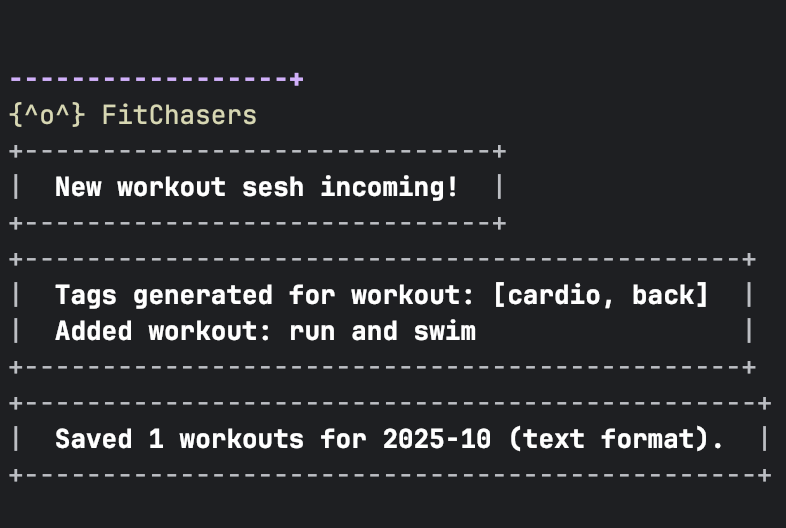 ------------------+
{^o^} FitChasers
+------------------------------+
|  New workout sesh incoming!  |
+------------------------------+
+----------------------------------------------+
|  Tags generated for workout: [cardio, back]  |
|  Added workout: run and swim                 |
+----------------------------------------------+
+-----------------------------------------------+
|  Saved 1 workouts for 2025-10 (text format).  |
+-----------------------------------------------+